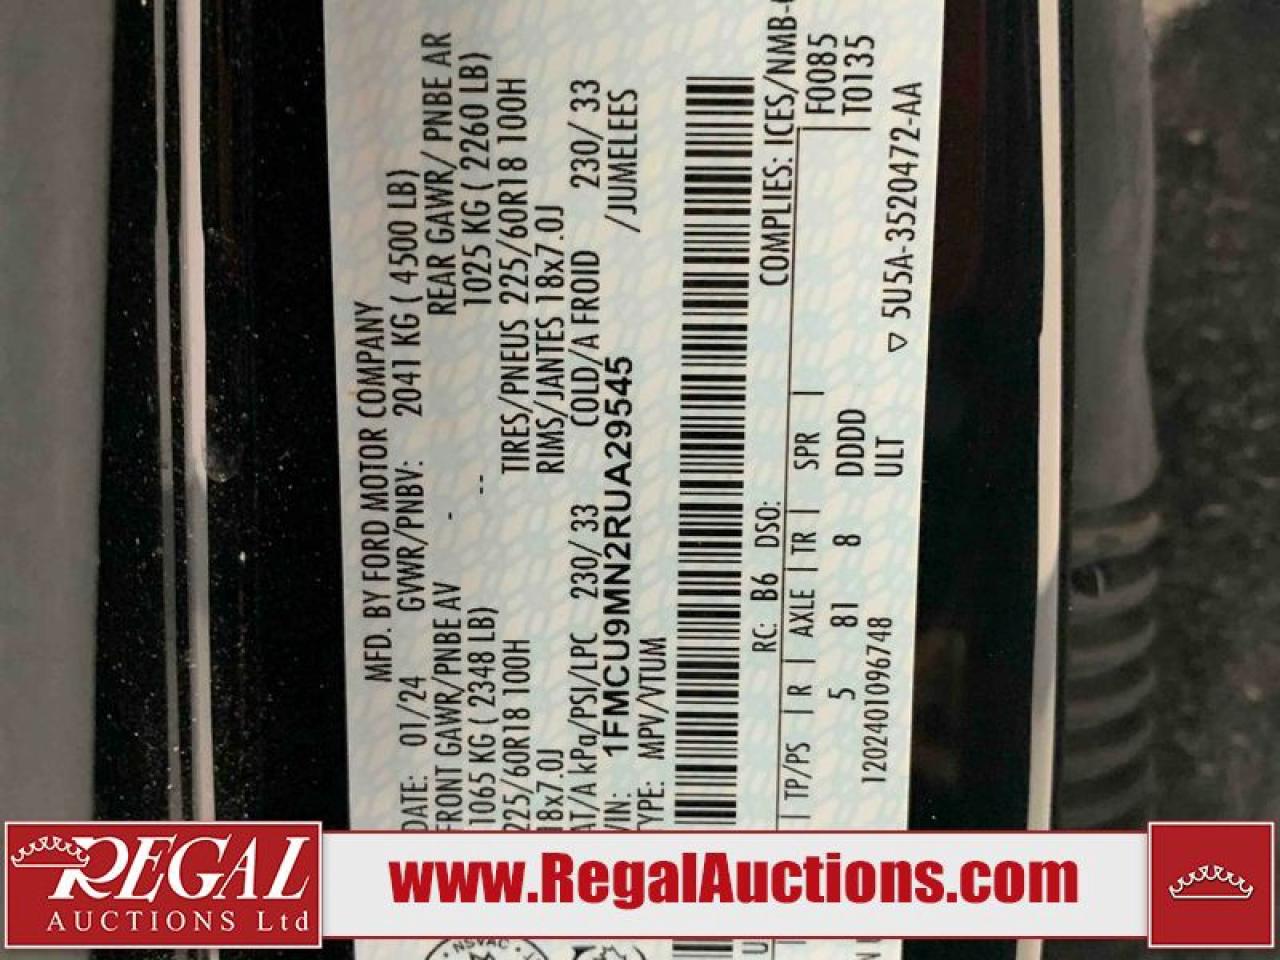 MFD. BY FORD MOTOR COMPANY
DATE: 01/24 GVWR/PNBV: 2041 KG ( 4500 LB)
FRONT GAWR/PNBE AV - REAR GAWR/ PNBE AR
1065 KG ( 2348 LB) -- 1025 KG ( 2260 LB)
225/60R18 100H TIRES/PNEUS 225/60R18 100H
18x7.0J RIMS/JANTES 18x7.0J
AT/A kPa/PSI/LPC 230/ 33 COLD/A FROID 230/ 33
VIN: 1FMCU9MN2RUA29545 /JUMELEES
TYPE: MPV/VTUM
RC: B6 DSO: COMPLIES: ICES/NMB-
| TP/PS | R | AXLE | TR | SPR | F0085
5 81 8 DDDD T0135
1202401096748 ULT ▽ 5U5A-3520472-AA
NSVAC
REGAL
AUCTIONS Ltd
www.RegalAuctions.com